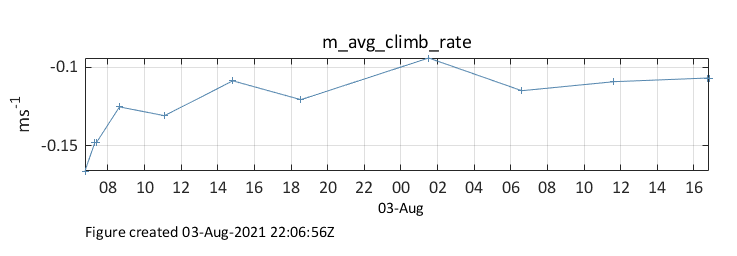 m_avg_climb_rate
-0.1
-0.15
ms-1
08 10 12 14 16 18 20 22 00 02 04 06 08 10 12 14 16
03-Aug
Figure created 03-Aug-2021 22:06:56Z